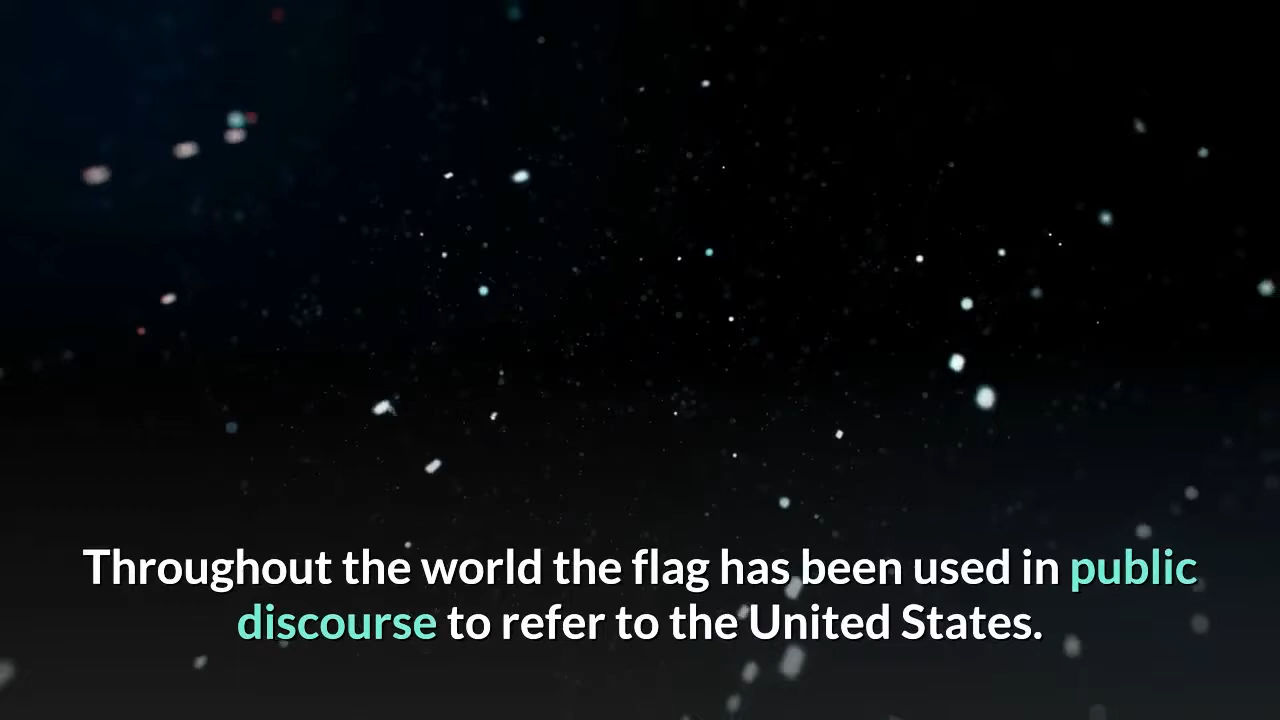 Throughout the world the flag has been used in public
discourse to refer to the United States.